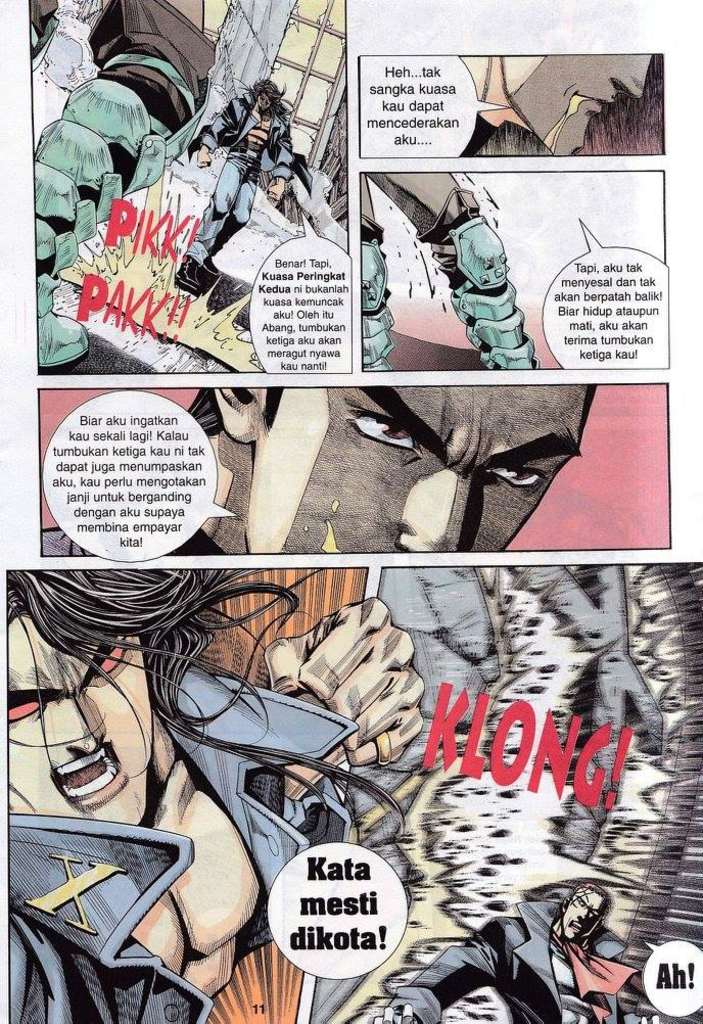 PIKK!
PAKK!!
Benar! Tapi,
Kuasa Peringkat
Kedua ni bukanlah
kuasa kemuncak
aku! Oleh itu
Abang, tumbukan
ketiga aku akan
meragut nyawa
kau nanti!
Heh...tak
sangka kuasa
kau dapat
mencederakan
aku....
Tapi, aku tak
menyesal dan tak
akan berpatah balik!
Biar hidup ataupun
mati, aku akan
terima tumbukan
ketiga kau!
Biar aku ingatkan
kau sekali lagi! Kalau
tumbukan ketiga kau ni tak
dapat juga menumpaskan
aku, kau perlu mengotakan
janji untuk berganding
dengan aku supaya
membina empayar
kita!
X
Kata
mesti
dikota!
KLONG!
Ah!
11